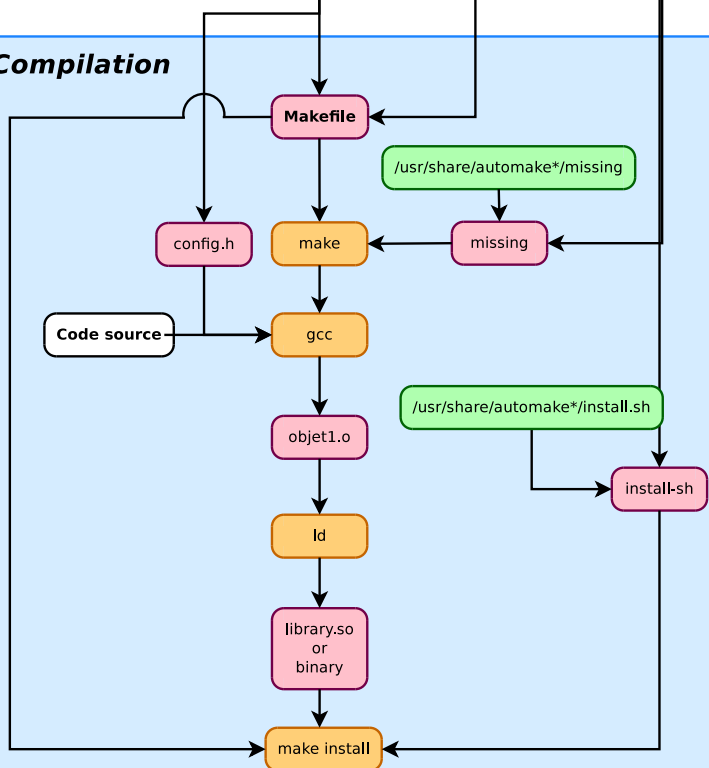 Compilation
Makefile
/usr/share/automake*/missing
config.h
make
missing
Code source
gcc
/usr/share/automake*/install.sh
objet1.o
install-sh
ld
library.so
or
binary
make install